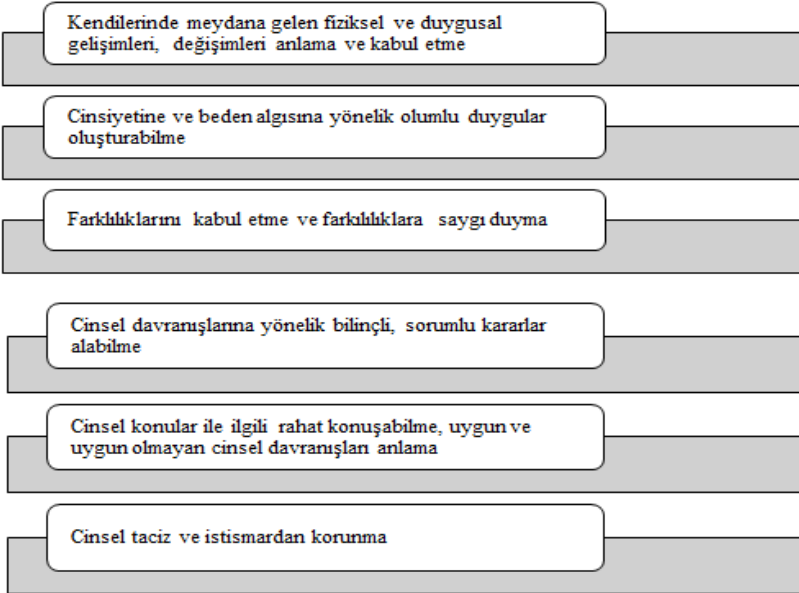 Kendilerinde meydana gelen fiziksel ve duygusal
gelişimleri, değişimleri anlama ve kabul etme
Cinsiyetine ve beden algısına yönelik olumlu duygular
oluşturabilme
Farklılıklarını kabul etme ve farkılılıklara saygı duyma
Cinsel davranışlarına yönelik bilinçli, sorumlu kararlar
alabilme
Cinsel konular ile ilgili rahat konuşabilme, uygun ve
uygun olmayan cinsel davranışları anlama
Cinsel taciz ve istismardan korunma